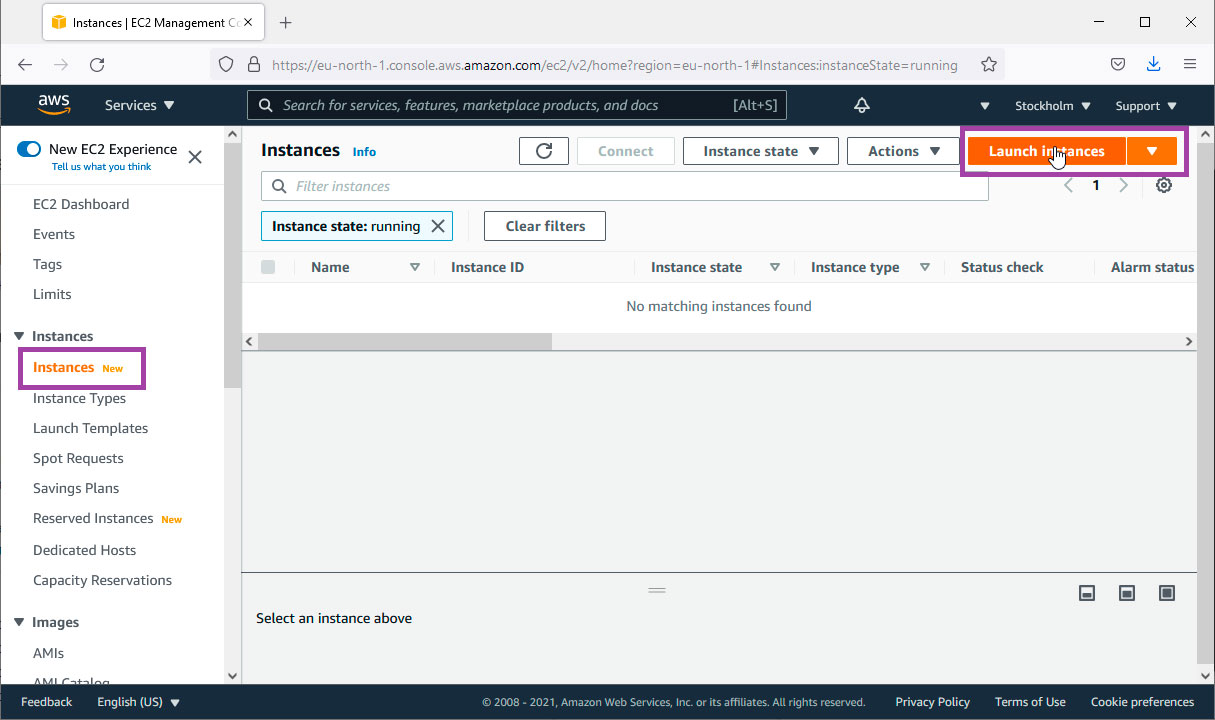 Instances | EC2 Management Co
https://eu-north-1.console.aws.amazon.com/ec2/v2/home?region=eu-north-1#Instances:instanceState=running
aws
Services
Search for services, features, marketplace products, and docs
[Alt+S]
Stockholm
Support
New EC2 Experience
Tell us what you think
EC2 Dashboard
Events
Tags
Limits
Instances
Instances New
Instance Types
Launch Templates
Spot Requests
Savings Plans
Reserved Instances New
Dedicated Hosts
Capacity Reservations
Images
AMIs
AMI Catalog
Instances Info
Connect
Instance state
Actions
Launch instances
Filter instances
1
Instance state: running
Clear filters
Name
Instance ID
Instance state
Instance type
Status check
Alarm status
No matching instances found
Select an instance above
Feedback
English (US)
© 2008 - 2021, Amazon Web Services, Inc. or its affiliates. All rights reserved.
Privacy Policy
Terms of Use
Cookie preferences